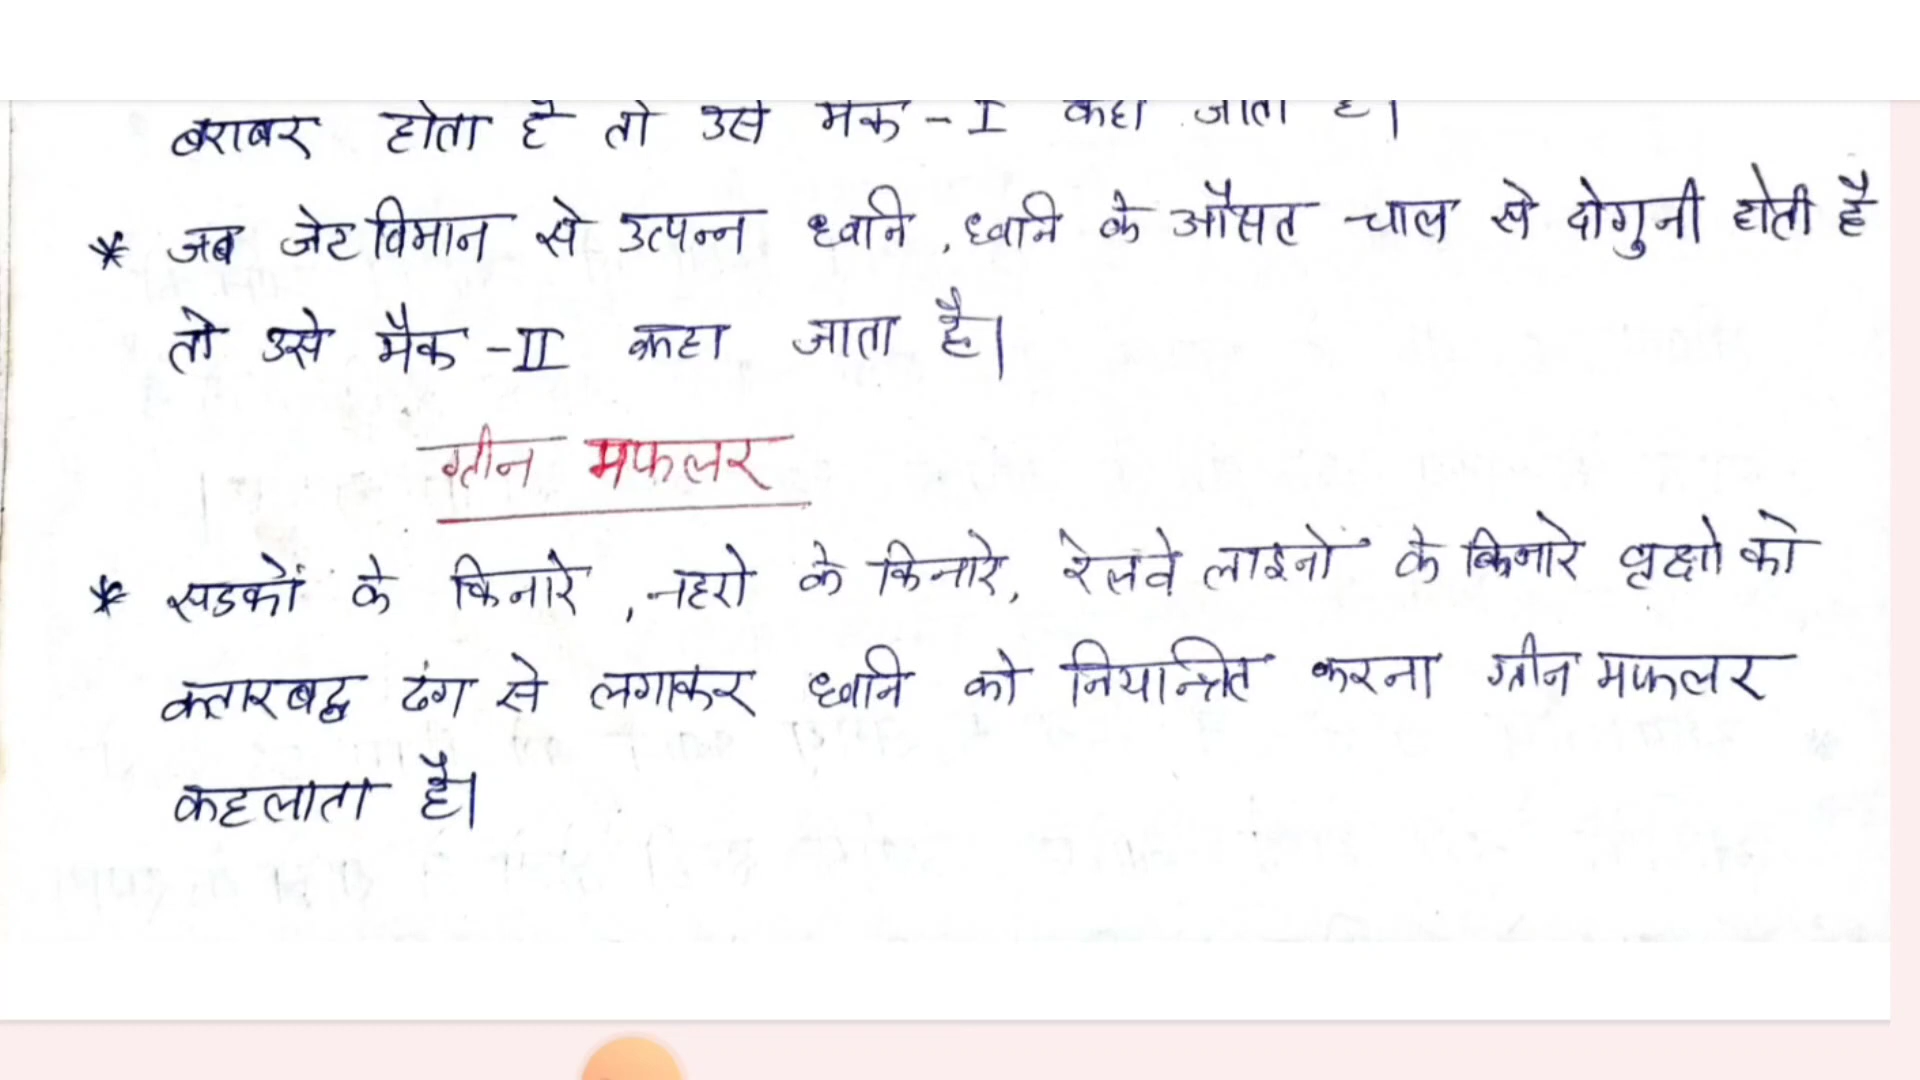 बराबर होता है तो उसे मैक - I कहा जाता है।
* जब जेट विमान से उत्पन्न ध्वनि, ध्वनि के औसत चाल से दोगुनी होती है
तो उसे मैक - II कहा जाता है।
ग्रीन मफलर
* सडकों के किनारे, नहरो के किनारे, रेलवे लाइनों के किनारे वृक्षो को
कतारबद्ध ढंग से लगाकर ध्वनि को नियन्त्रित करना ग्रीन मफलर
कहलाता है।